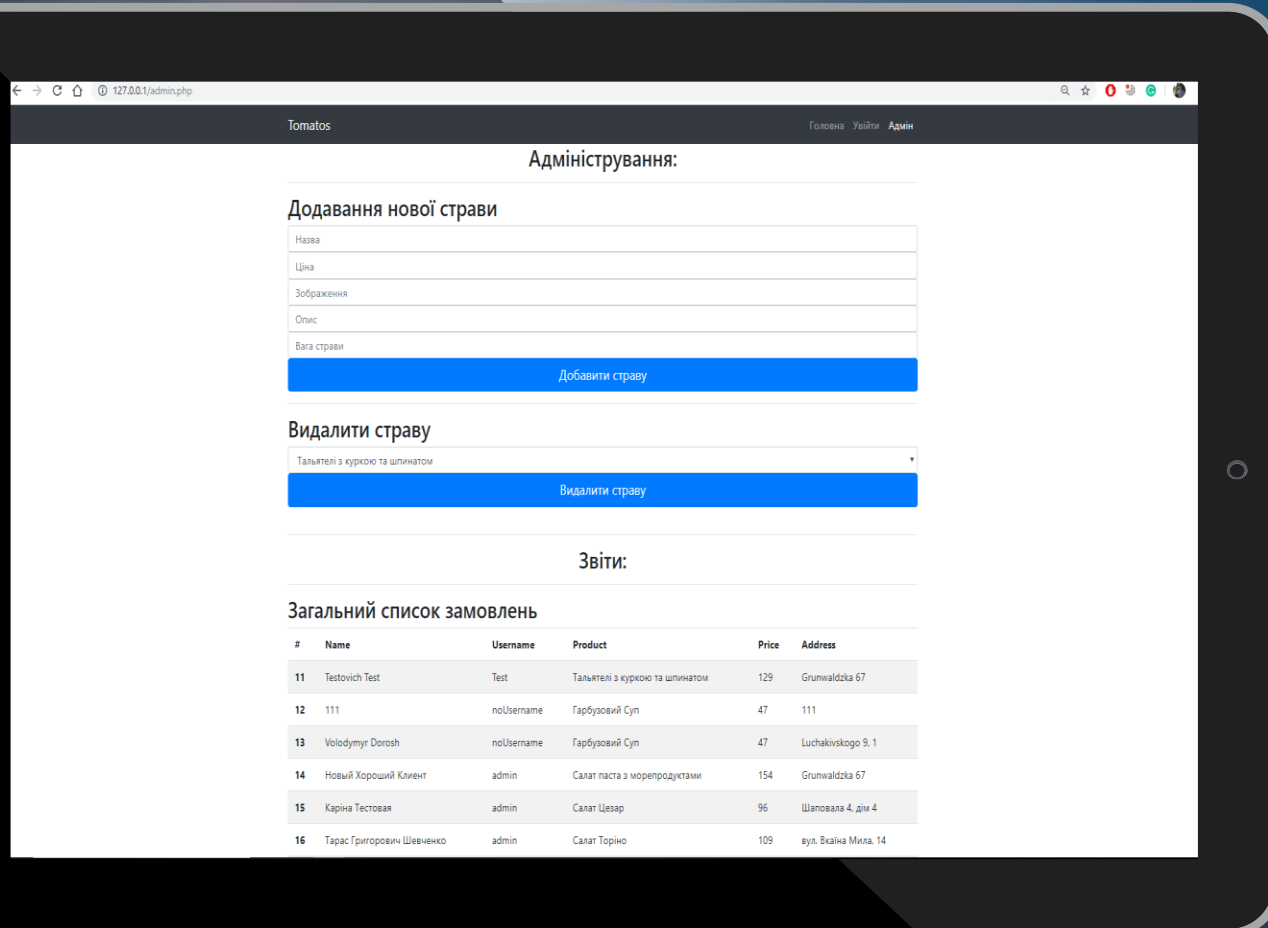 127.0.0.1/admin.php
Tomatos Головна Увійти Адмін
Адміністрування:
Додавання нової страви
Назва
Ціна
Зображення
Опис
Вага страви
Добавити страву
Видалити страву
Тальятелі з куркою та шпинатом
Видалити страву
Звіти:
Загальний список замовлень
# Name Username Product Price Address
11 Testovich Test Test Тальятелі з куркою та шпинатом 129 Grunwaldzka 67
12 111 noUsername Гарбузовий Суп 47 111
13 Volodymyr Dorosh noUsername Гарбузовий Суп 47 Luchakivskogo 9, 1
14 Новый Хороший Клиент admin Салат паста з морепродуктами 154 Grunwaldzka 67
15 Каріна Тестовая admin Салат Цезар 96 Шаповала 4, дім 4
16 Тарас Григорович Шевченко admin Салат Торіно 109 вул. Вкаїна Мила, 14